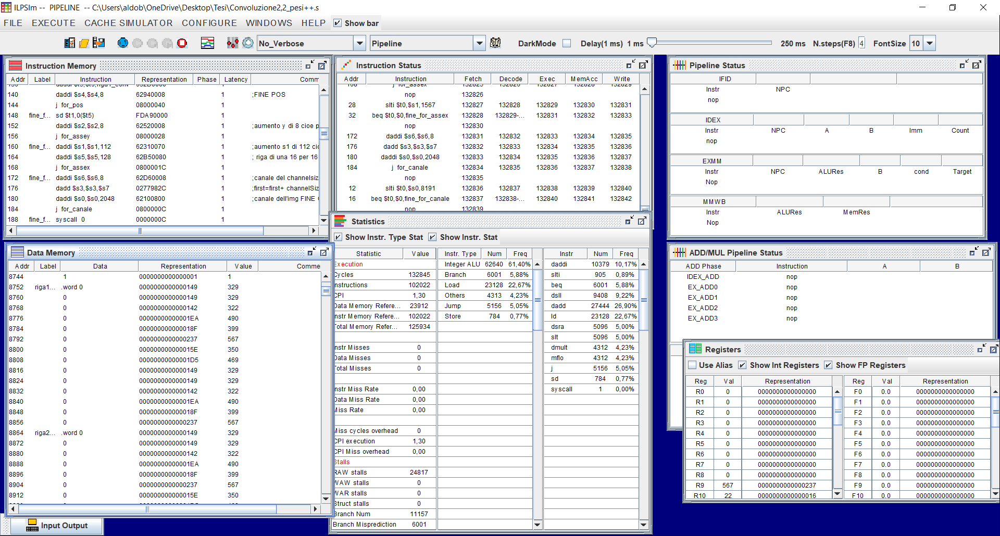 ILPSIm -- PIPELINE -- C:\Users\aldob\OneDrive\Desktop\Tesi\Convoluzione2,2_pesi++.s
FILE EXECUTE CACHE SIMULATOR CONFIGURE WINDOWS HELP Show bar
No_Verbose Pipeline DarkMode Delay(1 ms) 1 ms 250 ms N.steps(F8) 4 FontSize 10
Instruction Memory
Addr Label Instruction Representation Phase Latency Comm
140 daddi $s4,$s4,8 62940008 1 ;FINE POS
144 j for_pos 08000040 1
148 fine_f... sd $t1,0($t5) FDA90000 1
152 daddi $s2,$s2,8 62520008 1 ;aumento y di 8 cioe p
156 j for_assey 08000028 1
160 fine_f... daddi $s1,$s1,112 62310070 1 ;aumento s1 di 112 cio
164 daddi $s5,$s5,128 62B50080 1 ; riga di una 16 per 16
168 j for_assex 0800001C 1
172 fine_f... daddi $s6,$s6,8 62D60008 1 ;canale del channelsiz
176 dadd $s3,$s3,$s7 0277982C 1 ;first=first+ channelSiz
180 daddi $s0,$s0,2048 62100800 1 ;canale dell'img FINE
184 j for_canale 0800000C 1
188 fine_f... syscall 0 0000000C 1
Instruction Status
Addr Instruction Fetch Decode Exec MemAcc Write
168 j for_assex 132825 132826 132827 132828 132829
nop 132826
28 slti $t0,$s1,1567 132827 132828 132829 132830 132831
32 beq $t0,$0,fine_for_assex 132828 132829-... 132831 132832 132833
nop 132830
172 daddi $s6,$s6,8 132831 132832 132833 132834 132835
176 dadd $s3,$s3,$s7 132832 132833 132834 132835 132836
180 daddi $s0,$s0,2048 132833 132834 132835 132836 132837
184 j for_canale 132834 132835 132836 132837 132838
nop 132835
12 slti $t0,$s0,8191 132836 132837 132838 132839 132840
16 beq $t0,$0,fine_for_canale 132837 132838-... 132840 132841 132842
nop 132839
Pipeline Status
IFID
Instr NPC
nop
IDEX
Instr NPC A B Imm Count
nop
EXMM
Instr NPC ALURes B cond Target
Nop
MMWB
Instr ALURes MemRes
Nop
Data Memory
Addr Label Data Representation Value Comme
8744 1 0000000000000001 1
8752 riga1... .word 0 0000000000000149 329
8760 0 0000000000000149 329
8768 0 0000000000000142 322
8776 0 00000000000001EA 490
8784 0 000000000000018F 399
8792 0 0000000000000237 567
8800 0 000000000000015E 350
8808 0 00000000000001D5 469
8816 0 0000000000000149 329
8824 0 0000000000000149 329
8832 0 0000000000000142 322
8840 0 00000000000001EA 490
8848 0 000000000000018F 399
8856 0 0000000000000237 567
8864 riga2... .word 0 0000000000000149 329
8872 0 0000000000000149 329
8880 0 0000000000000142 322
8888 0 00000000000001EA 490
8896 0 000000000000018F 399
8904 0 0000000000000237 567
8912 0 000000000000015E 350
Input Output
Statistics
Show Instr. Type Stat Show Instr. Stat
Statistic Value
Execution
Cycles 132845
Instructions 102022
CPI 1,30
Data Memory Refere... 23912
Instr Memory Refere... 102022
Total Memory Refer... 125934
Instr Misses 0
Data Misses 0
Total Misses 0
Instr Miss Rate 0,00
Data Miss Rate 0,00
Miss Rate 0,00
Miss cycles overhead 0
CPI execution 1,30
CPI Miss overhead 0,00
Stalls
RAW stalls 24817
WAW stalls 0
WAR stalls 0
Struct stalls 0
Branch Num 11157
Branch Misprediction 6001
Instr. Type Num Freq
Integer ALU 62640 61,40%
Branch 6001 5,88%
Load 23128 22,67%
Others 4313 4,23%
Jump 5156 5,05%
Store 784 0,77%
Instr Num Freq
daddi 10379 10,17%
slti 905 0,89%
beq 6001 5,88%
dsll 9408 9,22%
dadd 27444 26,90%
ld 23128 22,67%
dsra 5096 5,00%
slt 5096 5,00%
dmult 4312 4,23%
mflo 4312 4,23%
j 5156 5,05%
sd 784 0,77%
syscall 1 0,00%
ADD/MUL Pipeline Status
ADD Phase Instruction A B
IDEX_ADD nop
EX_ADD0 nop
EX_ADD1 nop
EX_ADD2 nop
EX_ADD3 nop
Registers
Use Alias Show Int Registers Show FP Registers
Reg Val Representation Reg Val Representation
R0 0 0000000000000000 F0 0.0 0000000000000000
R1 0 0000000000000000 F1 0.0 0000000000000000
R2 0 0000000000000000 F2 0.0 0000000000000000
R3 0 0000000000000000 F3 0.0 0000000000000000
R4 0 0000000000000000 F4 0.0 0000000000000000
R5 0 0000000000000000 F5 0.0 0000000000000000
R6 0 0000000000000000 F6 0.0 0000000000000000
R7 0 0000000000000000 F7 0.0 0000000000000000
R8 0 0000000000000000 F8 0.0 0000000000000000
R9 567 0000000000000237 F9 0.0 0000000000000000
R10 22 0000000000000016 F10 0.0 0000000000000000